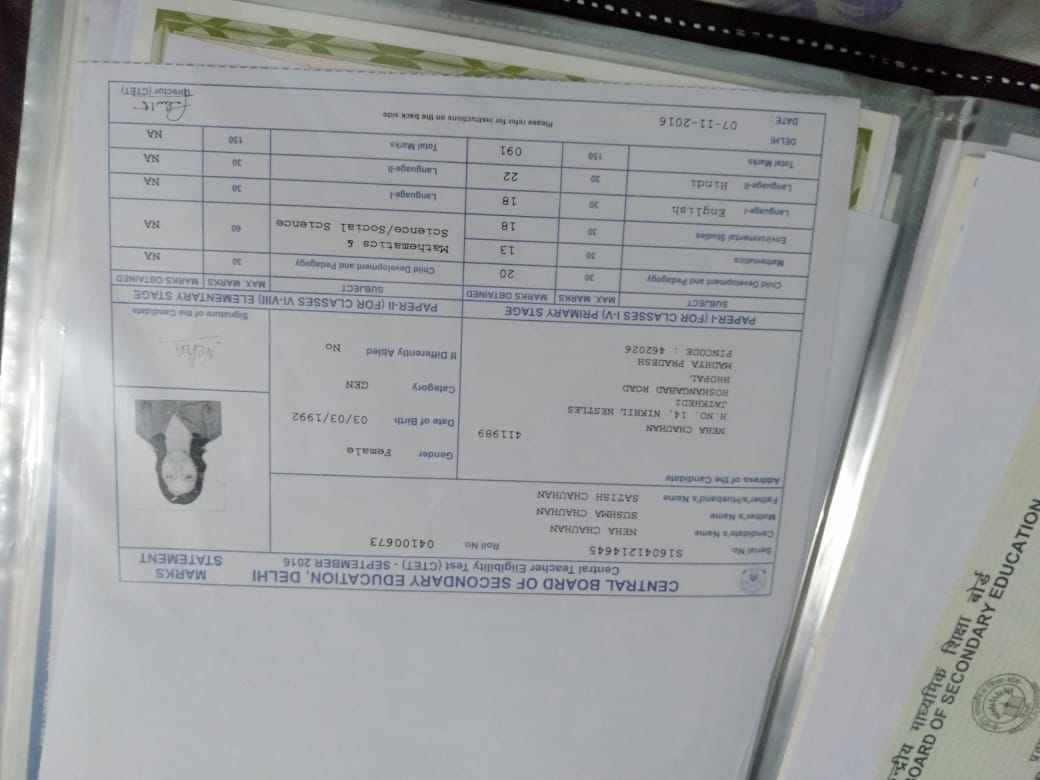 CENTRAL BOARD OF SECONDARY EDUCATION, DELHI
Central Teacher Eligibility Test (CTET) - SEPTEMBER 2016
MARKS
STATEMENT
Serial No. S16041214645 Roll No. 04100673
Candidate's Name NEHA CHAUHAN
Mother's Name SUSHMA CHAUHAN
Father's/Husband's Name SATISH CHAUHAN
Address of the Candidate
411989
NEHA CHAUHAN
H.NO. 14, NIKHIL NESTLES
JATKHEDI
HOSHANGABAD ROAD
BHOPAL
MADHYA PRADESH
PINCODE : 462026
Gender Female
Date of Birth 03/03/1992
Category GEN
If Differently Abled No
Neha
Signature of the Candidate
PAPER-I (FOR CLASSES I-V) PRIMARY STAGE
SUBJECT MAX. MARKS MARKS OBTAINED
Child Development and Pedagogy 30 20
Mathematics 30 13
Environmental Studies 30 18
Language-I English 30 18
Language-II Hindi 30 22
Total Marks 150 091
PAPER-II (FOR CLASSES VI-VIII) ELEMENTARY STAGE
SUBJECT MAX. MARKS MARKS OBTAINED
Child Development and Pedagogy 30 NA
Mathematics &
Science/Social Science 60 NA
Language-I 30 NA
Language-II 30 NA
Total Marks 150 NA
DELHI
DATE : 07-11-2016
Please refer for instructions on the back side
Director (CTET)
माध्यमिक शिक्षा बोर्ड
BOARD OF SECONDARY EDUCATION